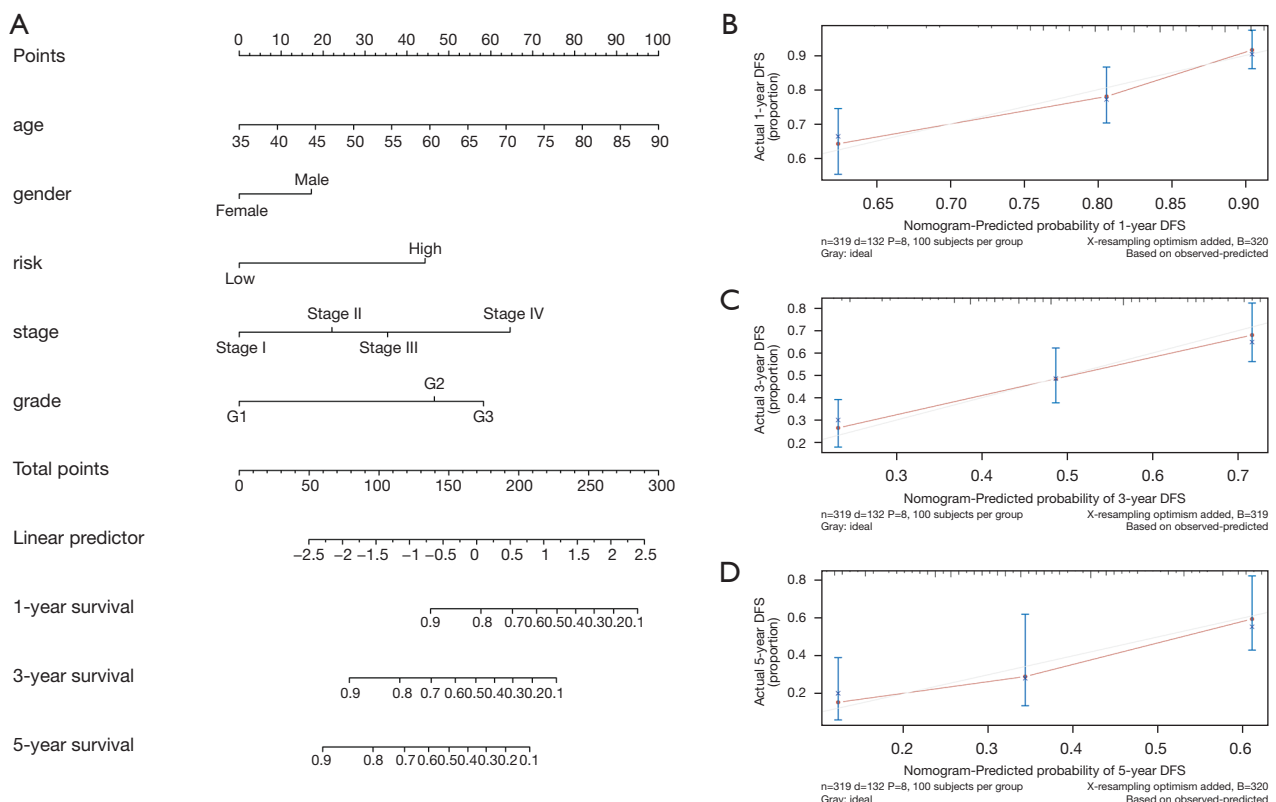 A
Points
0 10 20 30 40 50 60 70 80 90 100
age
35 40 45 50 55 60 65 70 75 80 85 90
gender
Male
Female
risk
High
Low
stage
Stage II Stage IV
Stage I Stage III
grade
G2
G1 G3
Total points
0 50 100 150 200 250 300
Linear predictor
−2.5 −2 −1.5 −1 −0.5 0 0.5 1 1.5 2 2.5
1-year survival
0.9 0.8 0.70.60.50.40.30.20.1
3-year survival
0.9 0.8 0.7 0.60.50.40.30.20.1
5-year survival
0.9 0.8 0.70.60.50.40.30.2 0.1
B
Actual 1-year DFS
(proportion)
0.9
0.8
0.7
0.6
0.65 0.70 0.75 0.80 0.85 0.90
Nomogram-Predicted probability of 1-year DFS
n=319 d=132 P=8, 100 subjects per group X-resampling optimism added, B=320
Gray: ideal Based on observed-predicted
C
Actual 3-year DFS
(proportion)
0.8
0.7
0.6
0.5
0.4
0.3
0.2
0.3 0.4 0.5 0.6 0.7
Nomogram-Predicted probability of 3-year DFS
n=319 d=132 P=8, 100 subjects per group X-resampling optimism added, B=319
Gray: ideal Based on observed-predicted
D
Actual 5-year DFS
(proportion)
0.8
0.6
0.4
0.2
0.2 0.3 0.4 0.5 0.6
Nomogram-Predicted probability of 5-year DFS
n=319 d=132 P=8, 100 subjects per group X-resampling optimism added, B=320
Gray: ideal Based on observed-predicted